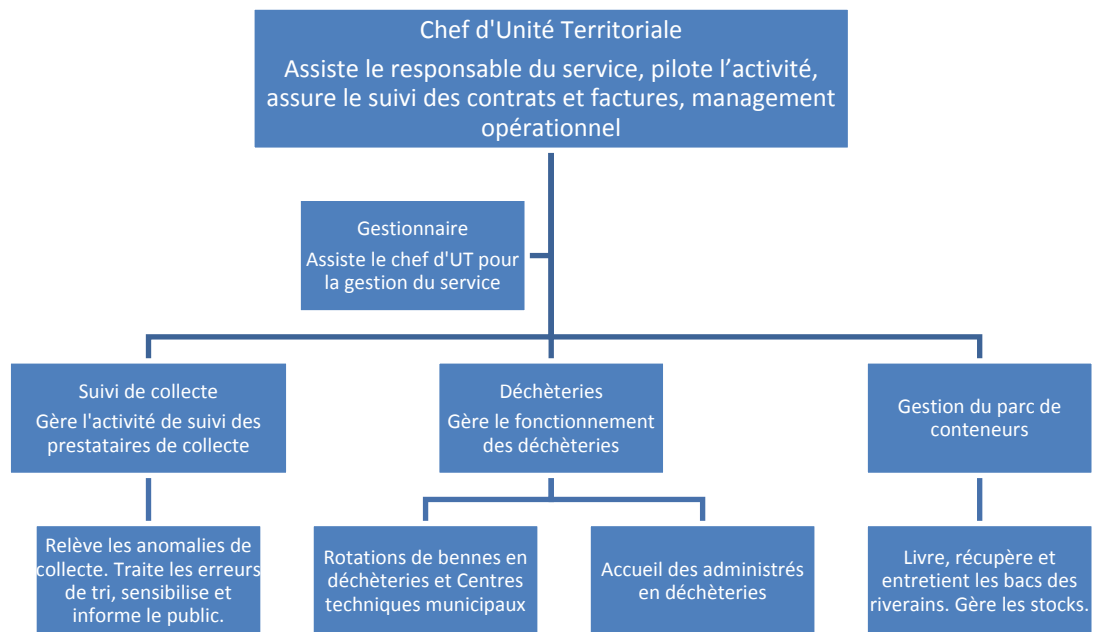 Chef d'Unité Territoriale
Assiste le responsable du service, pilote l’activité,
assure le suivi des contrats et factures, management
opérationnel
Gestionnaire
Assiste le chef d'UT pour
la gestion du service
Suivi de collecte
Gère l'activité de suivi des
prestataires de collecte
Déchèteries
Gère le fonctionnement
des déchèteries
Gestion du parc de
conteneurs
Relève les anomalies de
collecte. Traite les erreurs
de tri, sensibilise et
informe le public.
Rotations de bennes en
déchèteries et Centres
techniques municipaux
Accueil des administrés
en déchèteries
Livre, récupère et
entretient les bacs des
riverains. Gère les stocks.